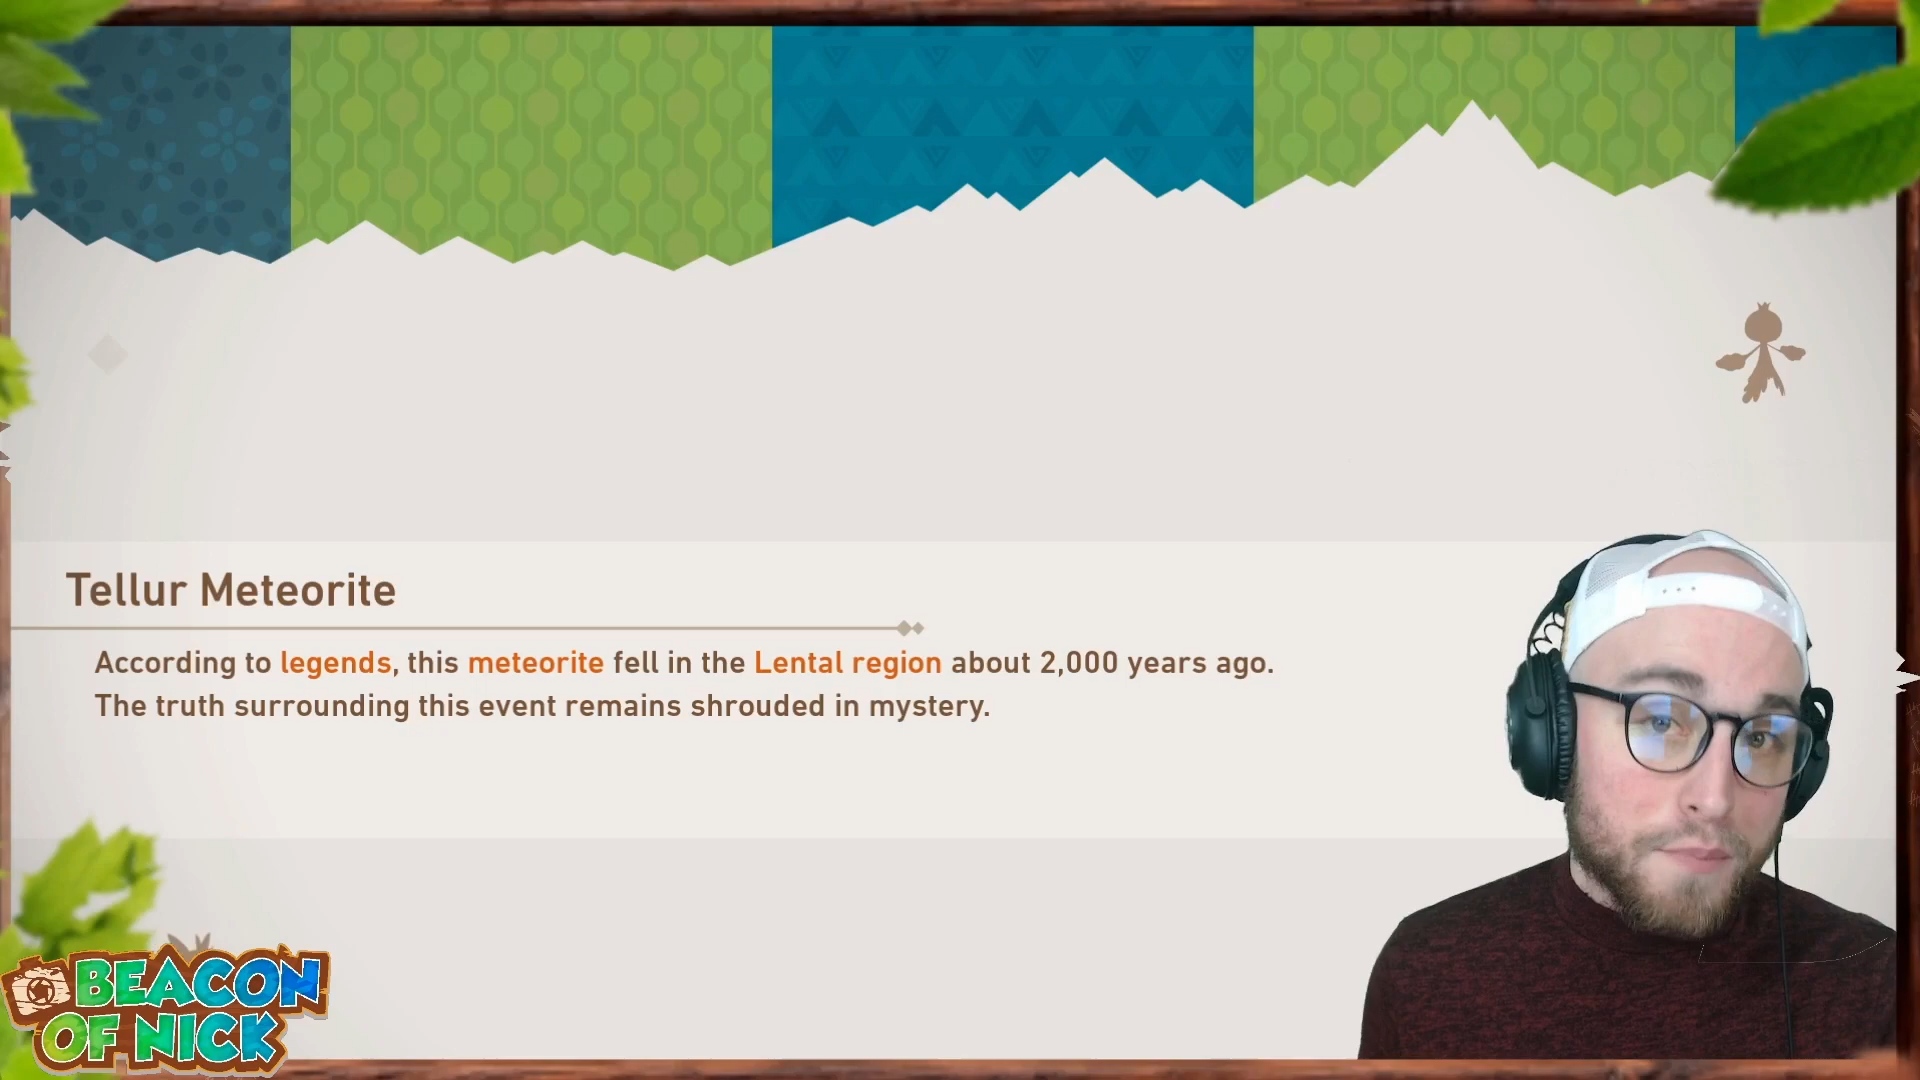 Tellur Meteorite
According to legends, this meteorite fell in the Lental region about 2,000 years ago.
The truth surrounding this event remains shrouded in mystery.
BEACON
OF NICK